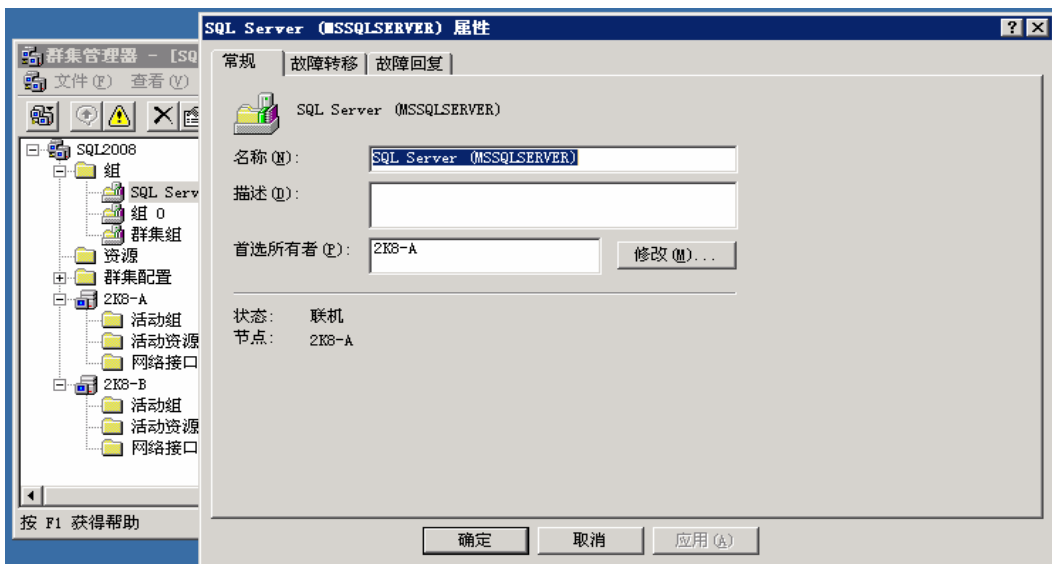 SQL Server (MSSQLSERVER) 属性
群集管理器 - [SQ
文件(F) 查看(V)
SQL2008
组
SQL Serv
组 0
群集组
资源
群集配置
2K8-A
活动组
活动资源
网络接口
2K8-B
活动组
活动资源
网络接口
按 F1 获得帮助
常规
故障转移
故障回复
SQL Server (MSSQLSERVER)
名称(N):
SQL Server (MSSQLSERVER)
描述(D):
首选所有者(P):
2K8-A
修改(M)...
状态: 联机
节点: 2K8-A
确定
取消
应用(A)